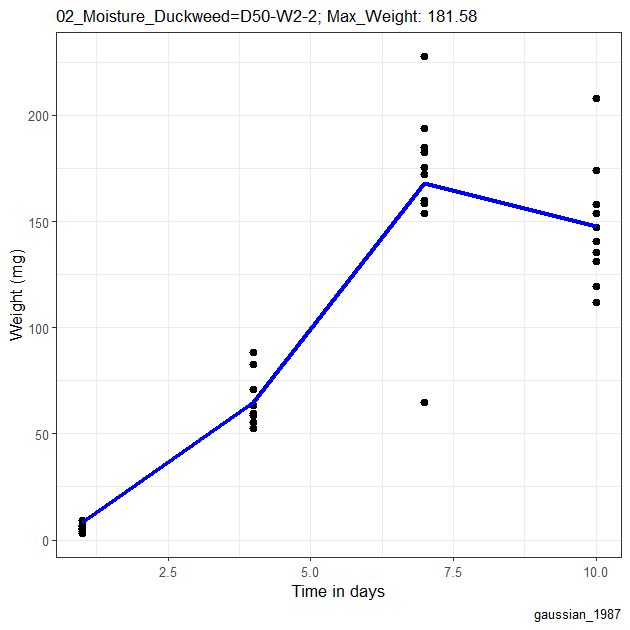 02_Moisture_Duckweed=D50-W2-2; Max_Weight: 181.58
Weight (mg)
200
150
100
50
0
2.5 5.0 7.5 10.0
Time in days
gaussian_1987